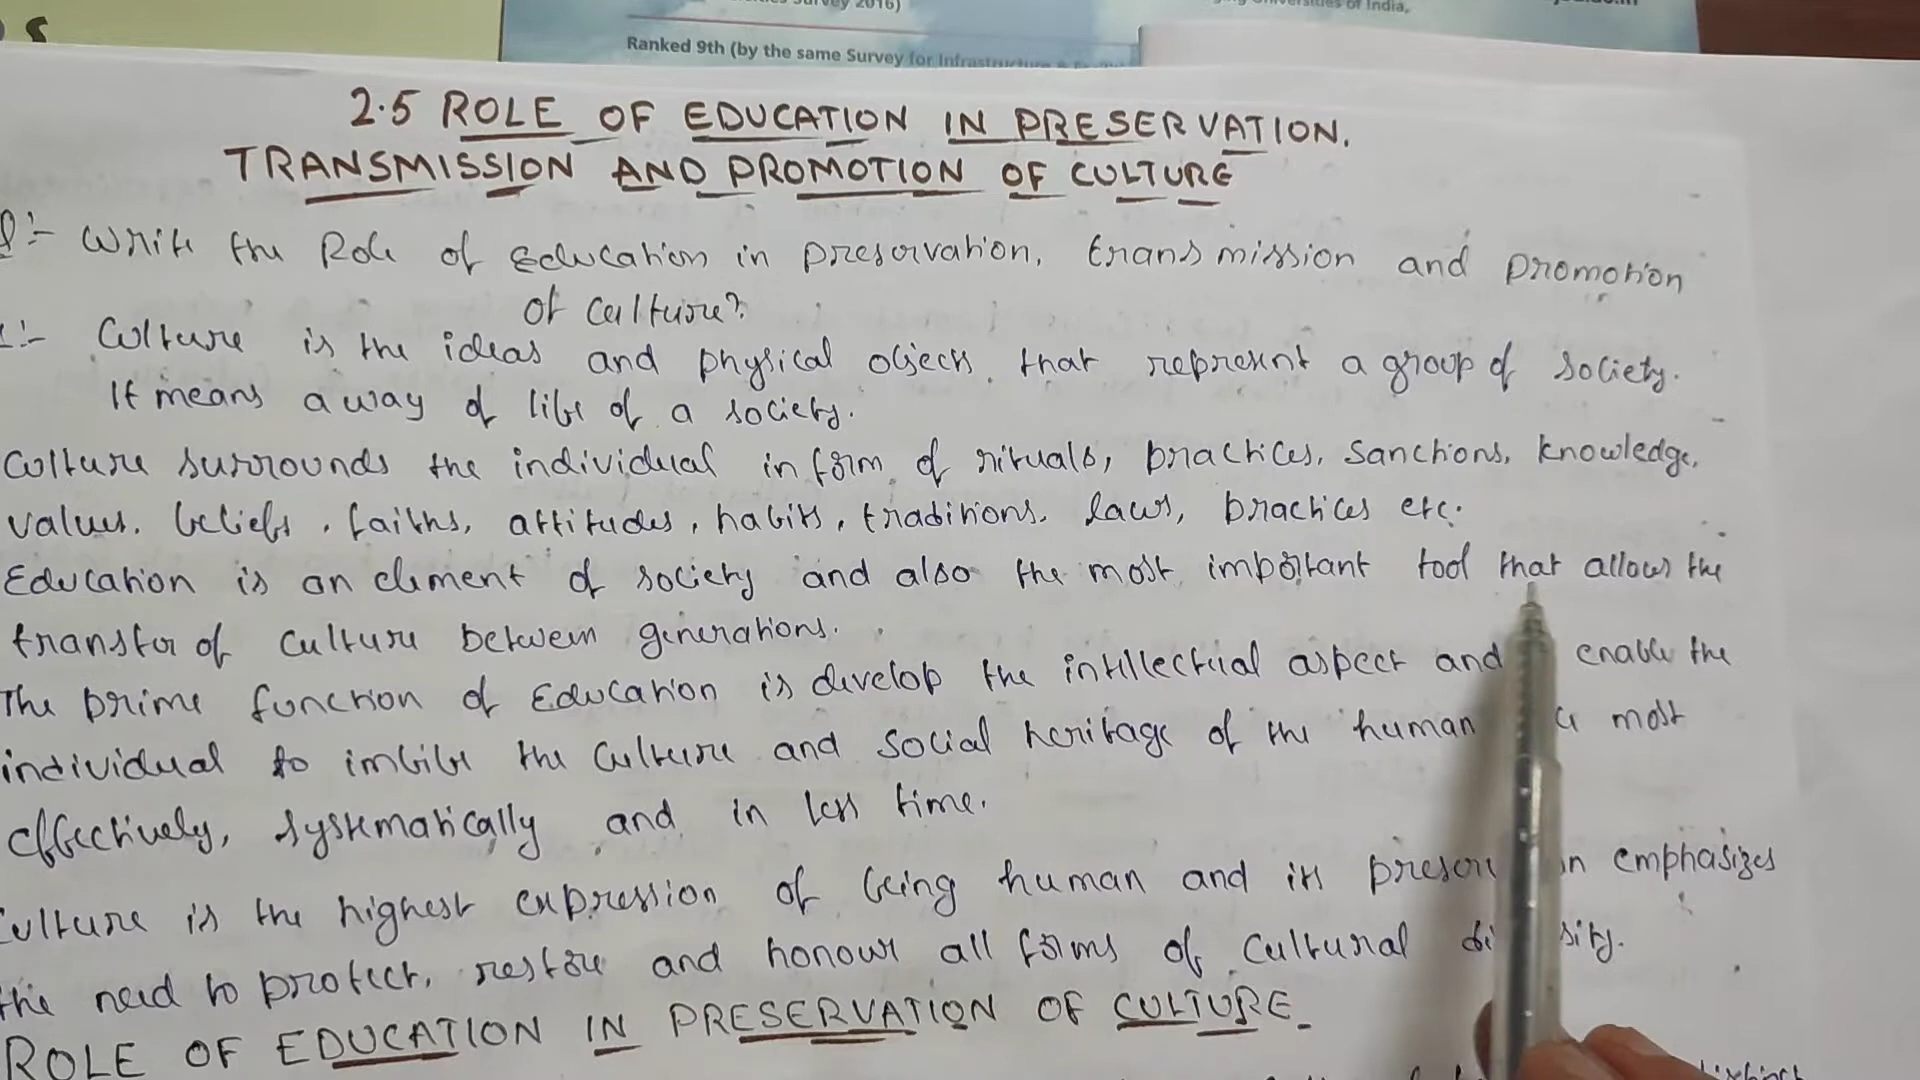 Survey 2016)
Universities of India,
Ranked 9th (by the same Survey for Infrastructure &
2.5 ROLE OF EDUCATION IN PRESERVATION.
TRANSMISSION AND PROMOTION OF CULTURE
Q:- Write the Role of Education in preservation, transmission and promotion
of culture?
:- Culture is the ideas and physical objects that represent a group of society.
It means a way of life of a society.
Culture surrounds the individual in form of rituals, practices, sanctions, knowledge,
values, beliefs, faiths, attitudes, habits, traditions, laws, practices etc.
Education is an element of society and also the most important tool that allows the
transfer of culture between generations.
The prime function of Education is develop the intellectual aspect and enable the
individual to imbibe the culture and social heritage of the human most
effectively, systematically and in less time.
Culture is the highest expression of being human and its emphasizes
the need to protect, restore and honour all forms of cultural
ROLE OF EDUCATION IN PRESERVATION OF CULTURE.